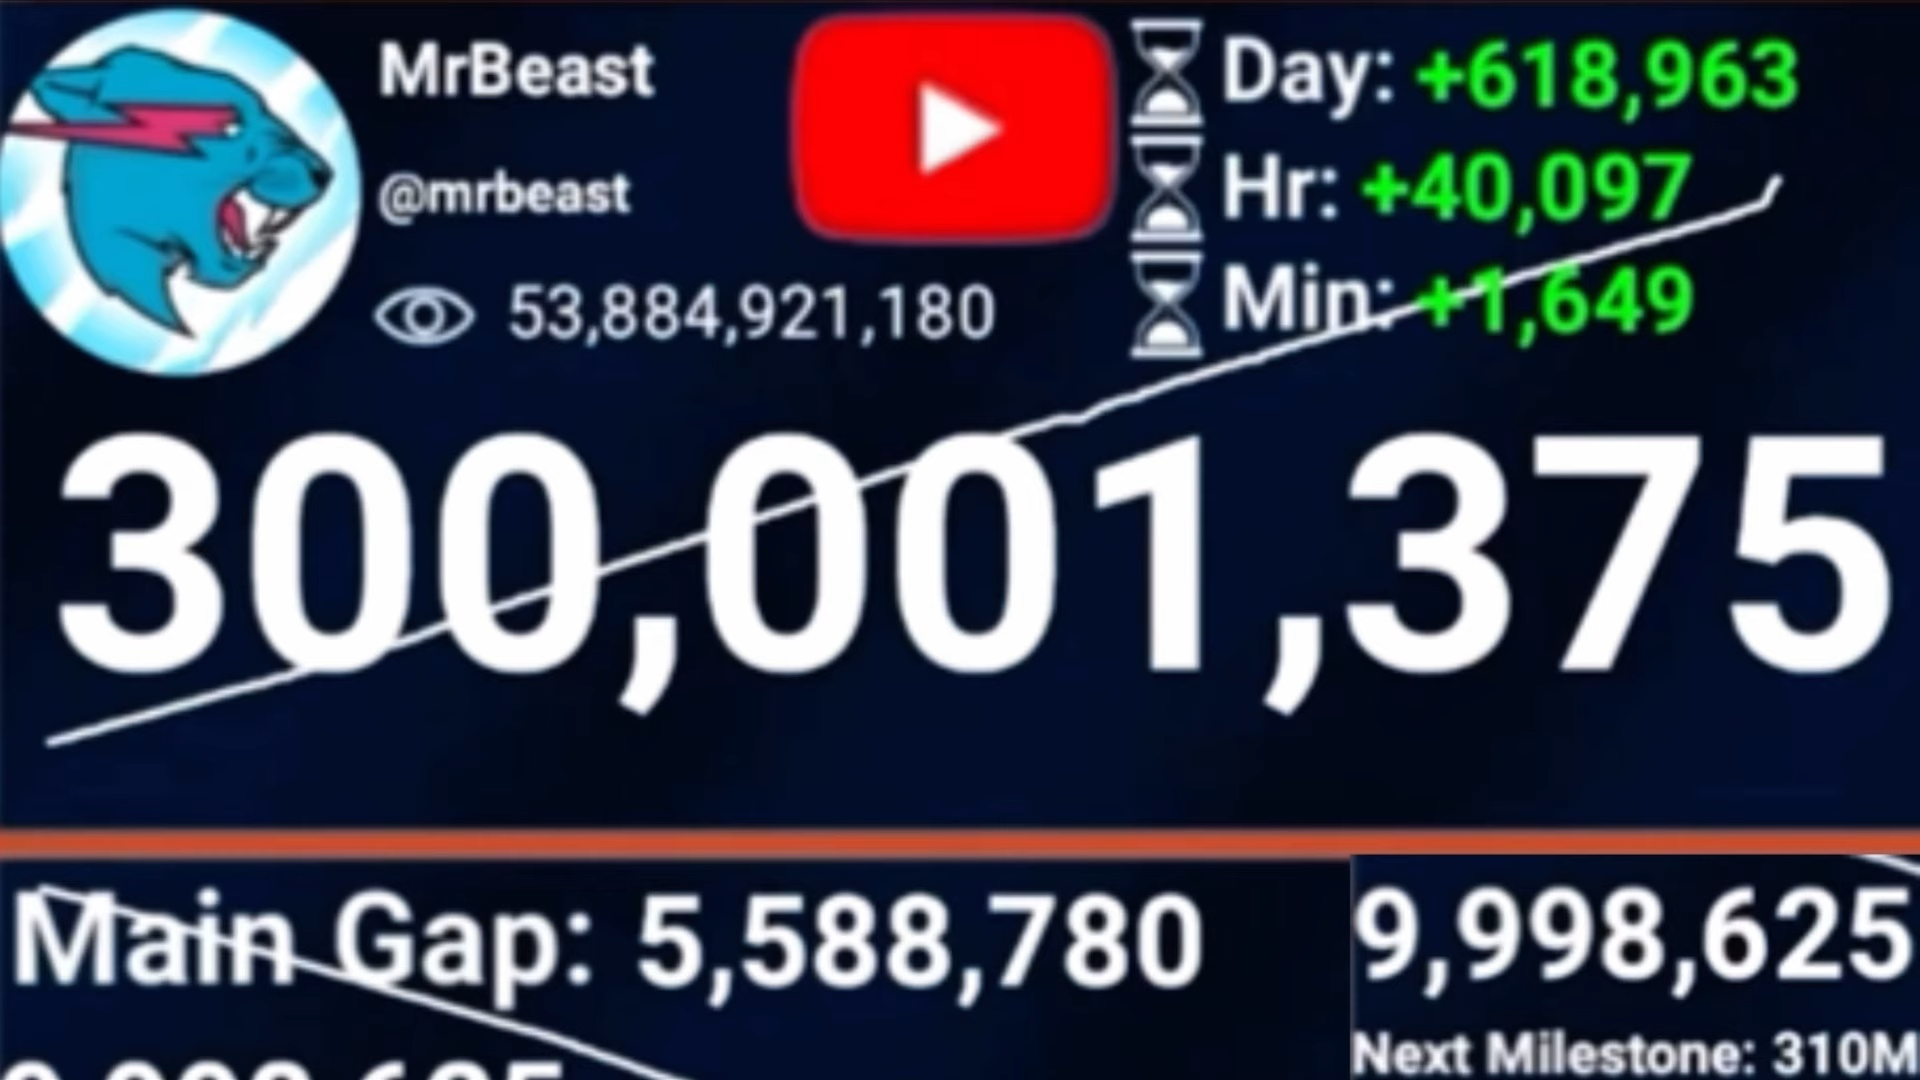 MrBeast
@mrbeast
53,884,921,180
Day: +618,963
Hr: +40,097
Min: +1,649
300,001,375
Main Gap: 5,588,780
9,998,625
Next Milestone: 310M